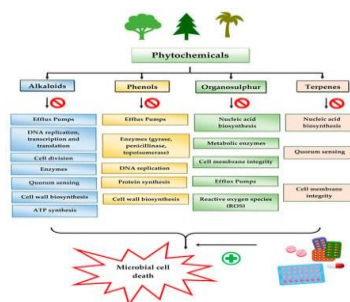 Phytochemicals
Alkaloids
Phenols
Organosulphur
Terpenes
Efflux Pumps
DNA replication,
transcription and
translation
Cell division
Enzymes
Quorum sensing
Cell wall biosynthesis
ATP synthesis
Efflux Pumps
Enzymes (gyrase,
penicillinase,
topoisomerase)
DNA replication
Protein synthesis
Cell wall biosynthesis
Nucleic acid
biosynthesis
Metabolic enzymes
Cell membrane integrity
Efflux Pumps
Reactive oxygen species
(ROS)
Nucleic acid
biosynthesis
Quorum sensing
Cell membrane
integrity
Microbial cell
death